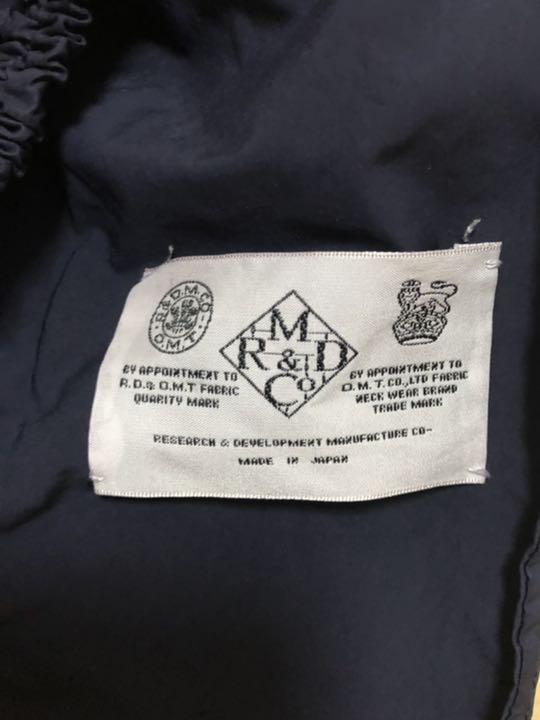 R.&.D.M.CO
O.M.T.
M
R & D
Co
BY APPOINTMENT TO
R.D.& O.M.T FABRIC
QUARITY MARK
BY APPOINTMENT TO
O.M.T.CO.,LTD FABRIC
NECK WEAR BRAND
TRADE MARK
RESEARCH & DEVELOPMENT MANUFACTURE CO-
MADE IN JAPAN